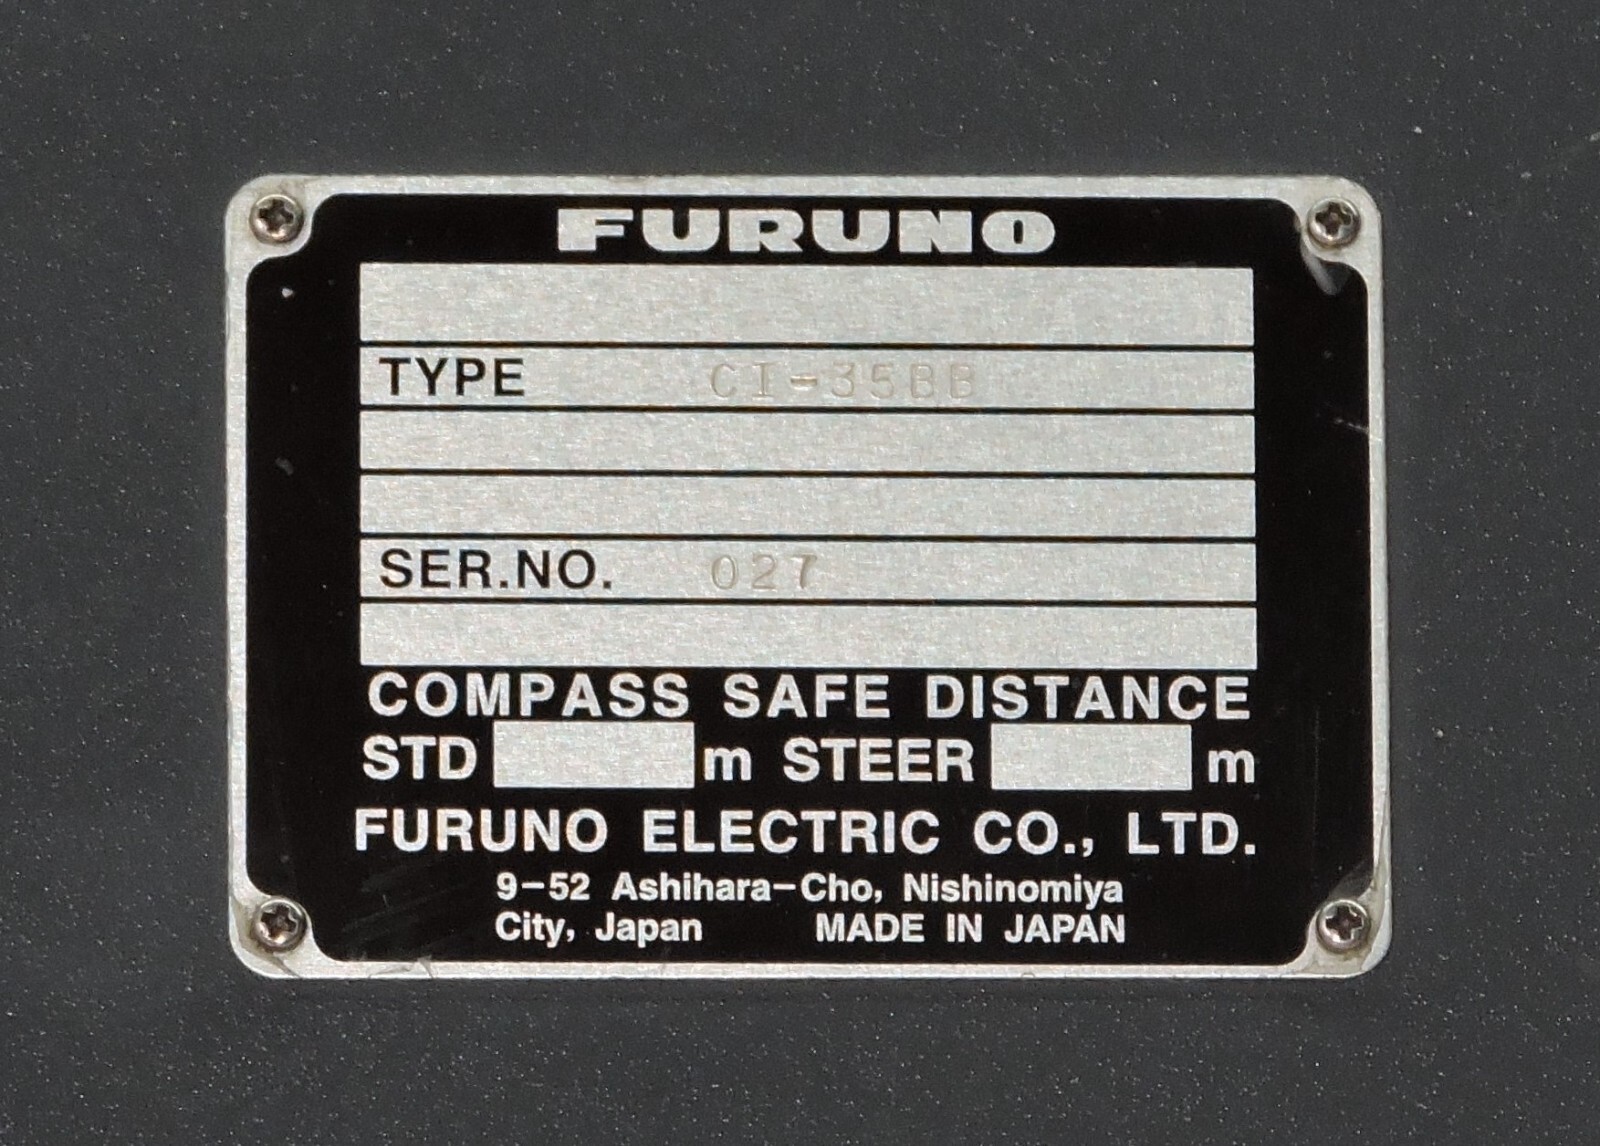 FURUNO
TYPE CI-35BB
SER.NO. 027
COMPASS SAFE DISTANCE
STD m STEER m
FURUNO ELECTRIC CO., LTD.
9-52 Ashihara-Cho, Nishinomiya
City, Japan MADE IN JAPAN